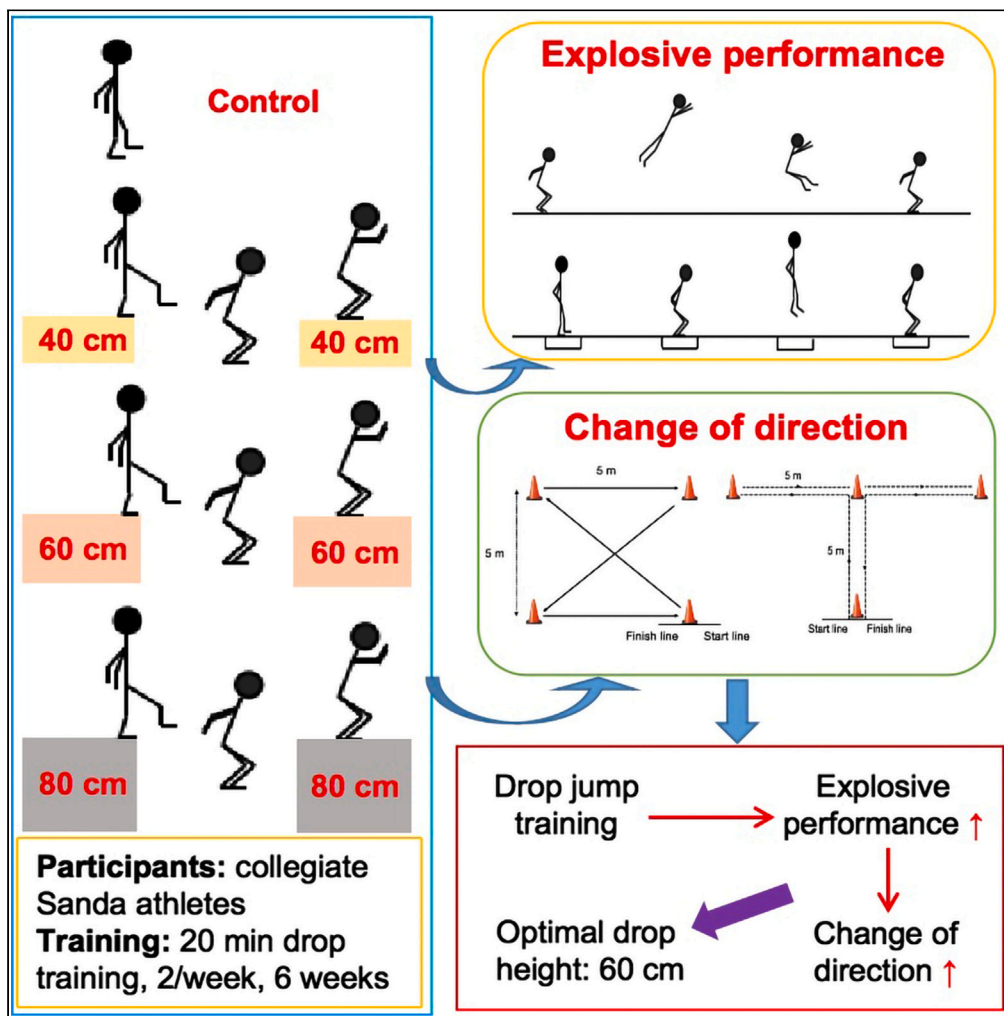 Control
40 cm
40 cm
60 cm
60 cm
80 cm
80 cm
Participants: collegiate
Sanda athletes
Training: 20 min drop
training, 2/week, 6 weeks
Explosive performance
Change of direction
5 m
5 m
5 m
5 m
Finish line
Start line
Start line
Finish line
Drop jump
training
Explosive
performance ↑
Optimal drop
height: 60 cm
Change of
direction ↑